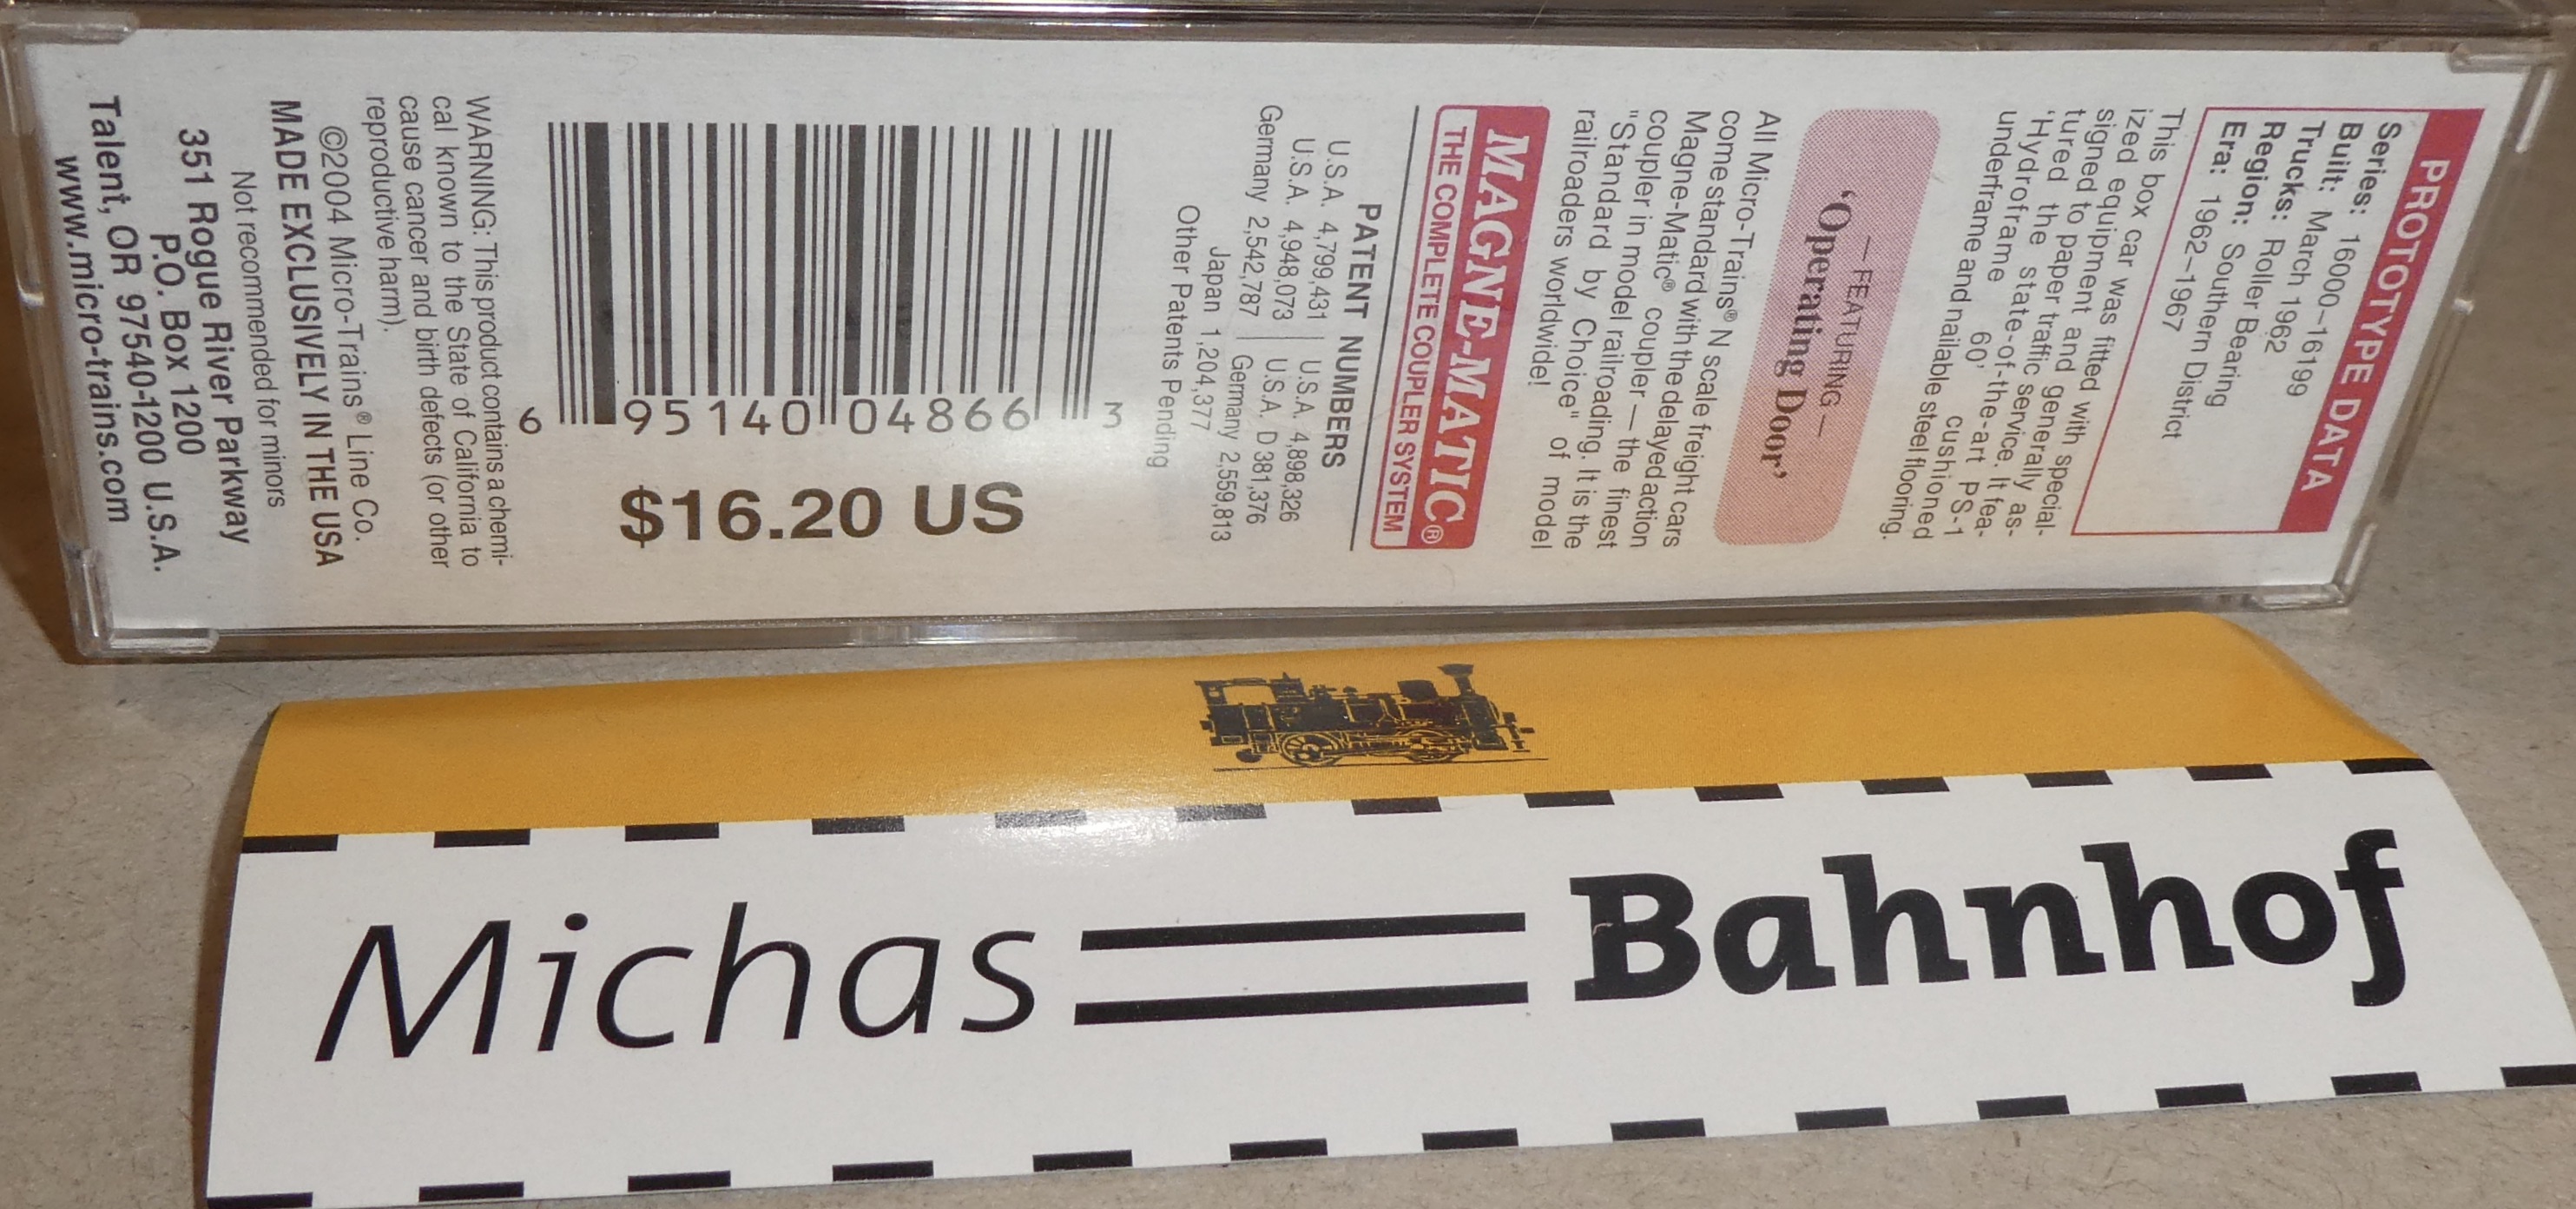 PROTOTYPE DATA
Series: 16000–16199
Built: March 1962
Trucks: Roller Bearing
Region: Southern District
Era: 1962–1967
This box car was fitted with special-
ized equipment and generally as-
signed to paper traffic service. It fea-
tured the state-of-the-art PS-1
'Hydroframe 60' cushioned
underframe and nailable steel flooring.
— FEATURING —
'Operating Door'
All Micro-Trains® N scale freight cars
come standard with the delayed action
Magne-Matic® coupler — the finest
coupler in model railroading. It is the
"Standard by Choice" of model
railroaders worldwide!
MAGNE-MATIC®
THE COMPLETE COUPLER SYSTEM
PATENT NUMBERS
U.S.A. 4,799,431 | U.S.A. 4,898,326
U.S.A. 4,948,073 | U.S.A. D 381,376
Germany 2,542,787 | Germany 2,559,813
Japan 1,204,377
Other Patents Pending
6 95140 04866 3
$16.20 US
WARNING: This product contains a chemi-
cal known to the State of California to
cause cancer and birth defects (or other
reproductive harm).
©2004 Micro-Trains® Line Co.
MADE EXCLUSIVELY IN THE USA
Not recommended for minors
351 Rogue River Parkway
P.O. Box 1200
Talent, OR 97540-1200 U.S.A.
www.micro-trains.com
Michas Bahnhof